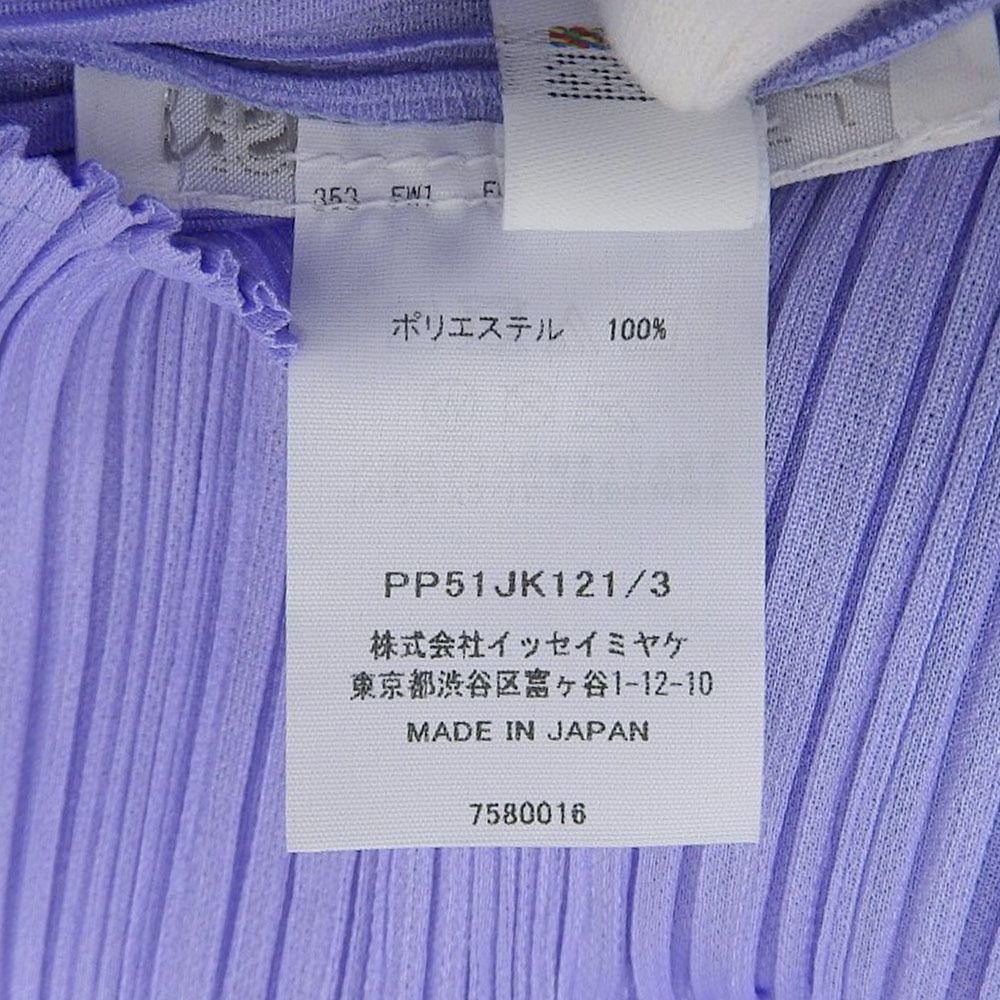 353 FW1
ポリエステル 100%
PP51JK121/3
株式会社イッセイミヤケ
東京都渋谷区富ヶ谷1-12-10
MADE IN JAPAN
7580016